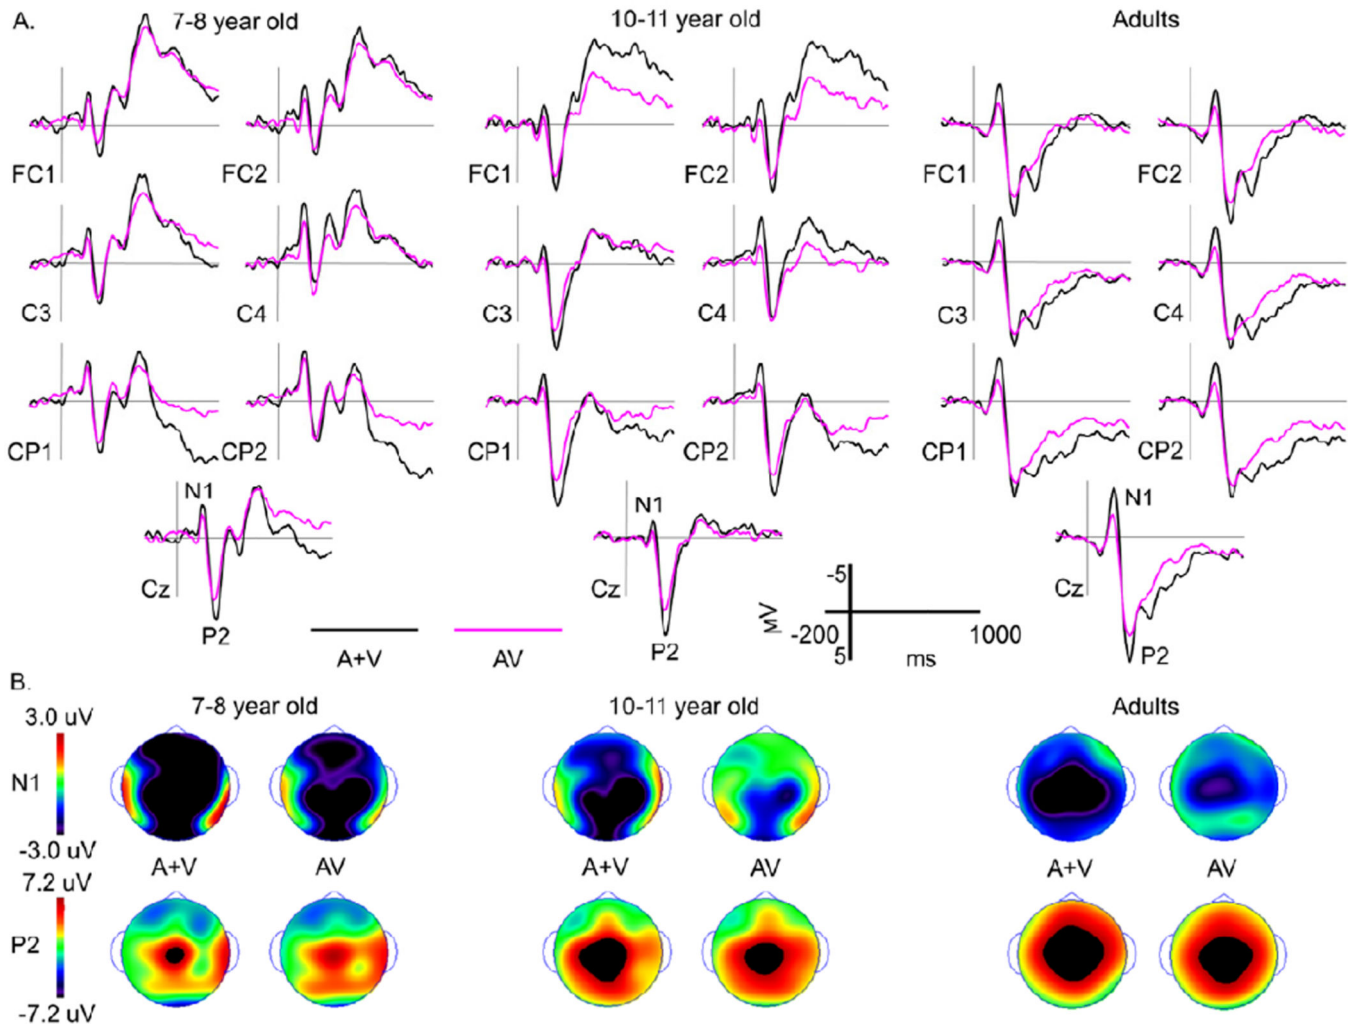 A.
7-8 year old
10-11 year old
Adults
FC1
FC2
FC1
FC2
FC1
FC2
C3
C4
C3
C4
C3
C4
CP1
CP2
CP1
CP2
CP1
CP2
N1
N1
N1
Cz
Cz
Cz
P2
P2
P2
A+V
AV
-5
µV
-200
1000
5
ms
B.
7-8 year old
10-11 year old
Adults
3.0 uV
N1
-3.0 uV
A+V
AV
A+V
AV
A+V
AV
7.2 uV
P2
-7.2 uV